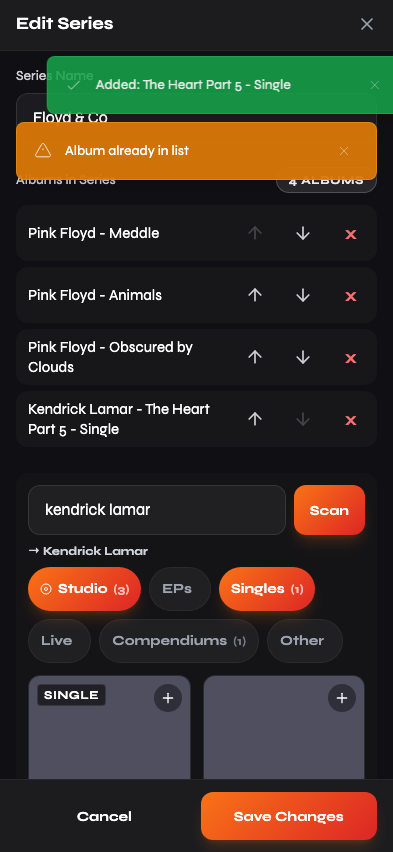 Edit Series
Series Name
Added: The Heart Part 5 - Single
Floyd & Co
Album already in list
Albums in Series
4 ALBUMS
Pink Floyd - Meddle
Pink Floyd - Animals
Pink Floyd - Obscured by
Clouds
Kendrick Lamar - The Heart
Part 5 - Single
kendrick lamar
Scan
→ Kendrick Lamar
Studio (3)
EPs
Singles (1)
Live
Compendiums (1)
Other
SINGLE
Cancel
Save Changes